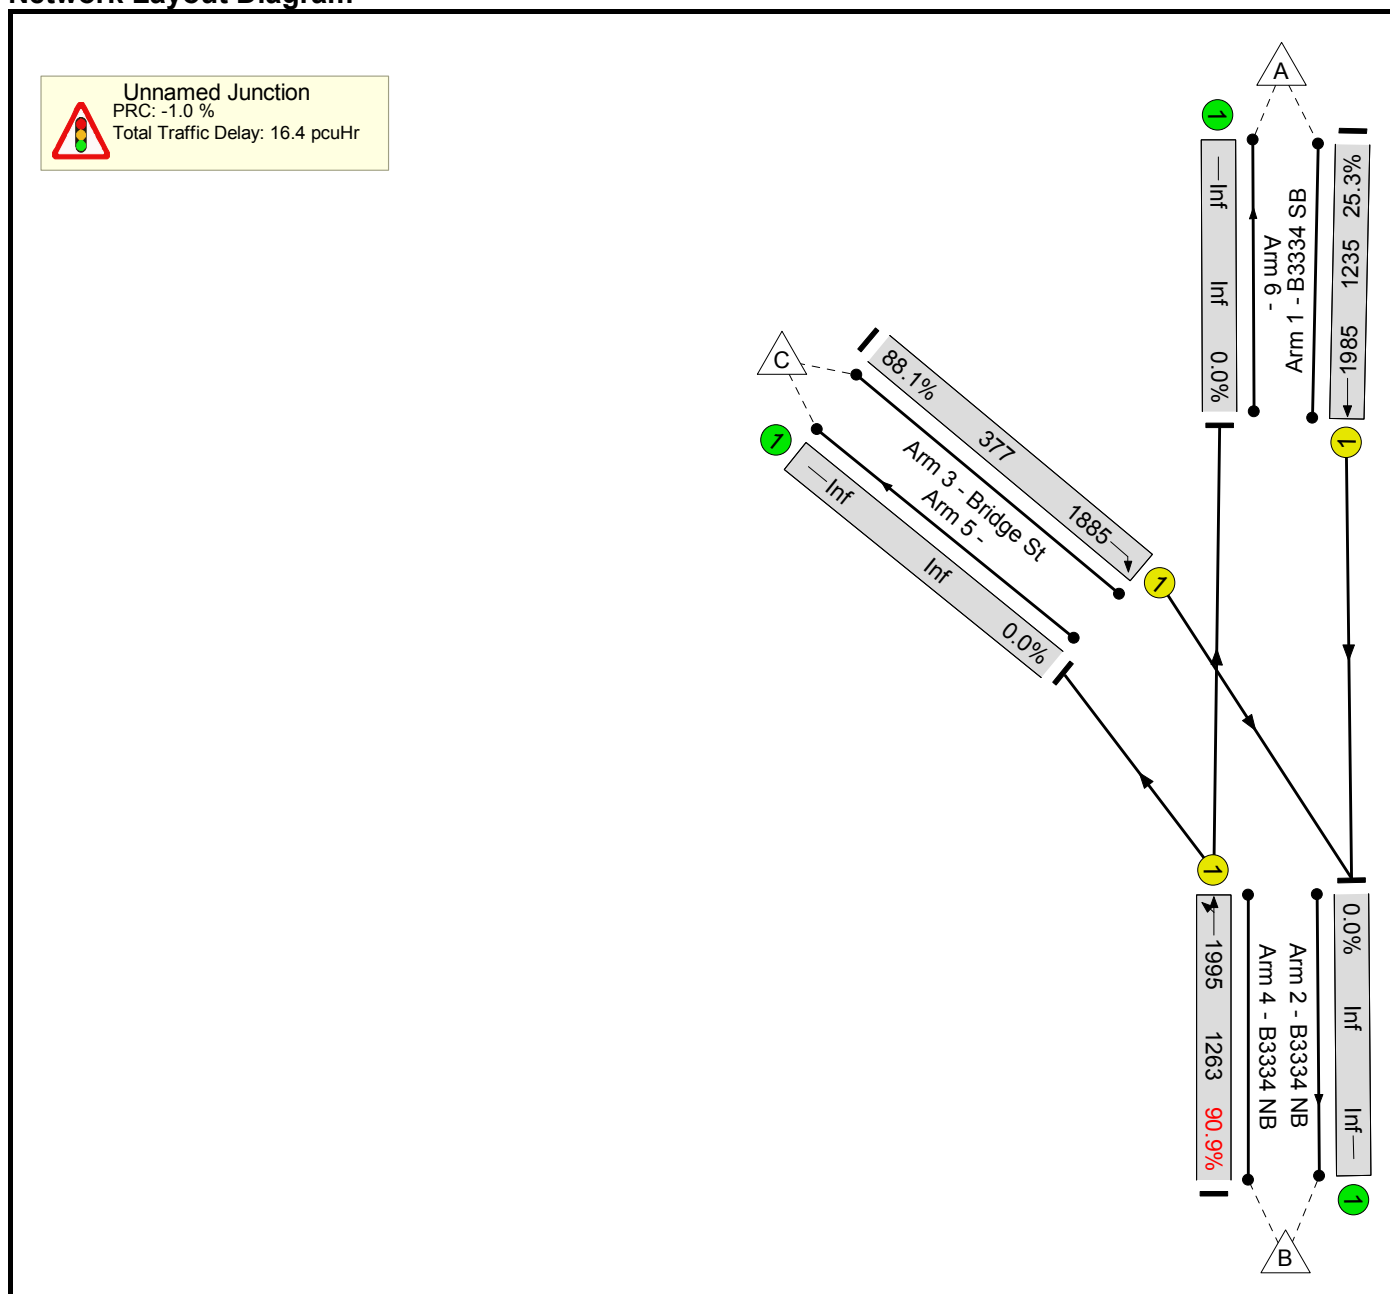 Network Layout Diagram
Unnamed Junction
PRC: -1.0 %
Total Traffic Delay: 16.4 pcuHr
A
1
Inf
Inf
0.0%
Arm 6 -
Arm 1 - B3334 SB
25.3%
1235
1985
1
C
88.1%
377
1885
1
Arm 3 - Bridge St
Arm 5 -
1
Inf
Inf
0.0%
1
1995
1263
90.9%
Arm 4 - B3334 NB
Arm 2 - B3334 NB
0.0%
Inf
Inf
1
B